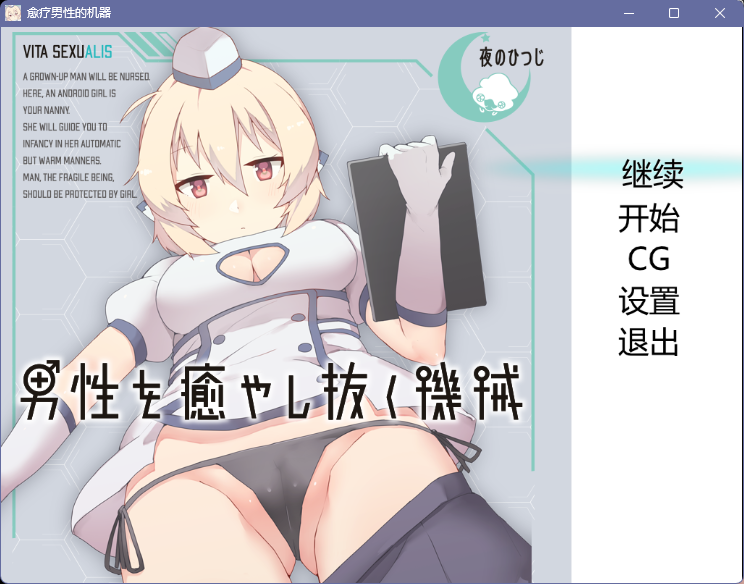 愈疗男性的机器
VITA SEXUALIS
A GROWN-UP MAN WILL BE NURSED.
HERE, AN ANDROID GIRL IS
YOUR NANNY.
SHE WILL GUIDE YOU TO
INFANCY IN HER AUTOMATIC
BUT WARM MANNERS.
MAN, THE FRAGILE BEING,
SHOULD BE PROTECTED BY GIRL.
夜のひつじ
男性を癒やし抜く機械
继续
开始
CG
设置
退出